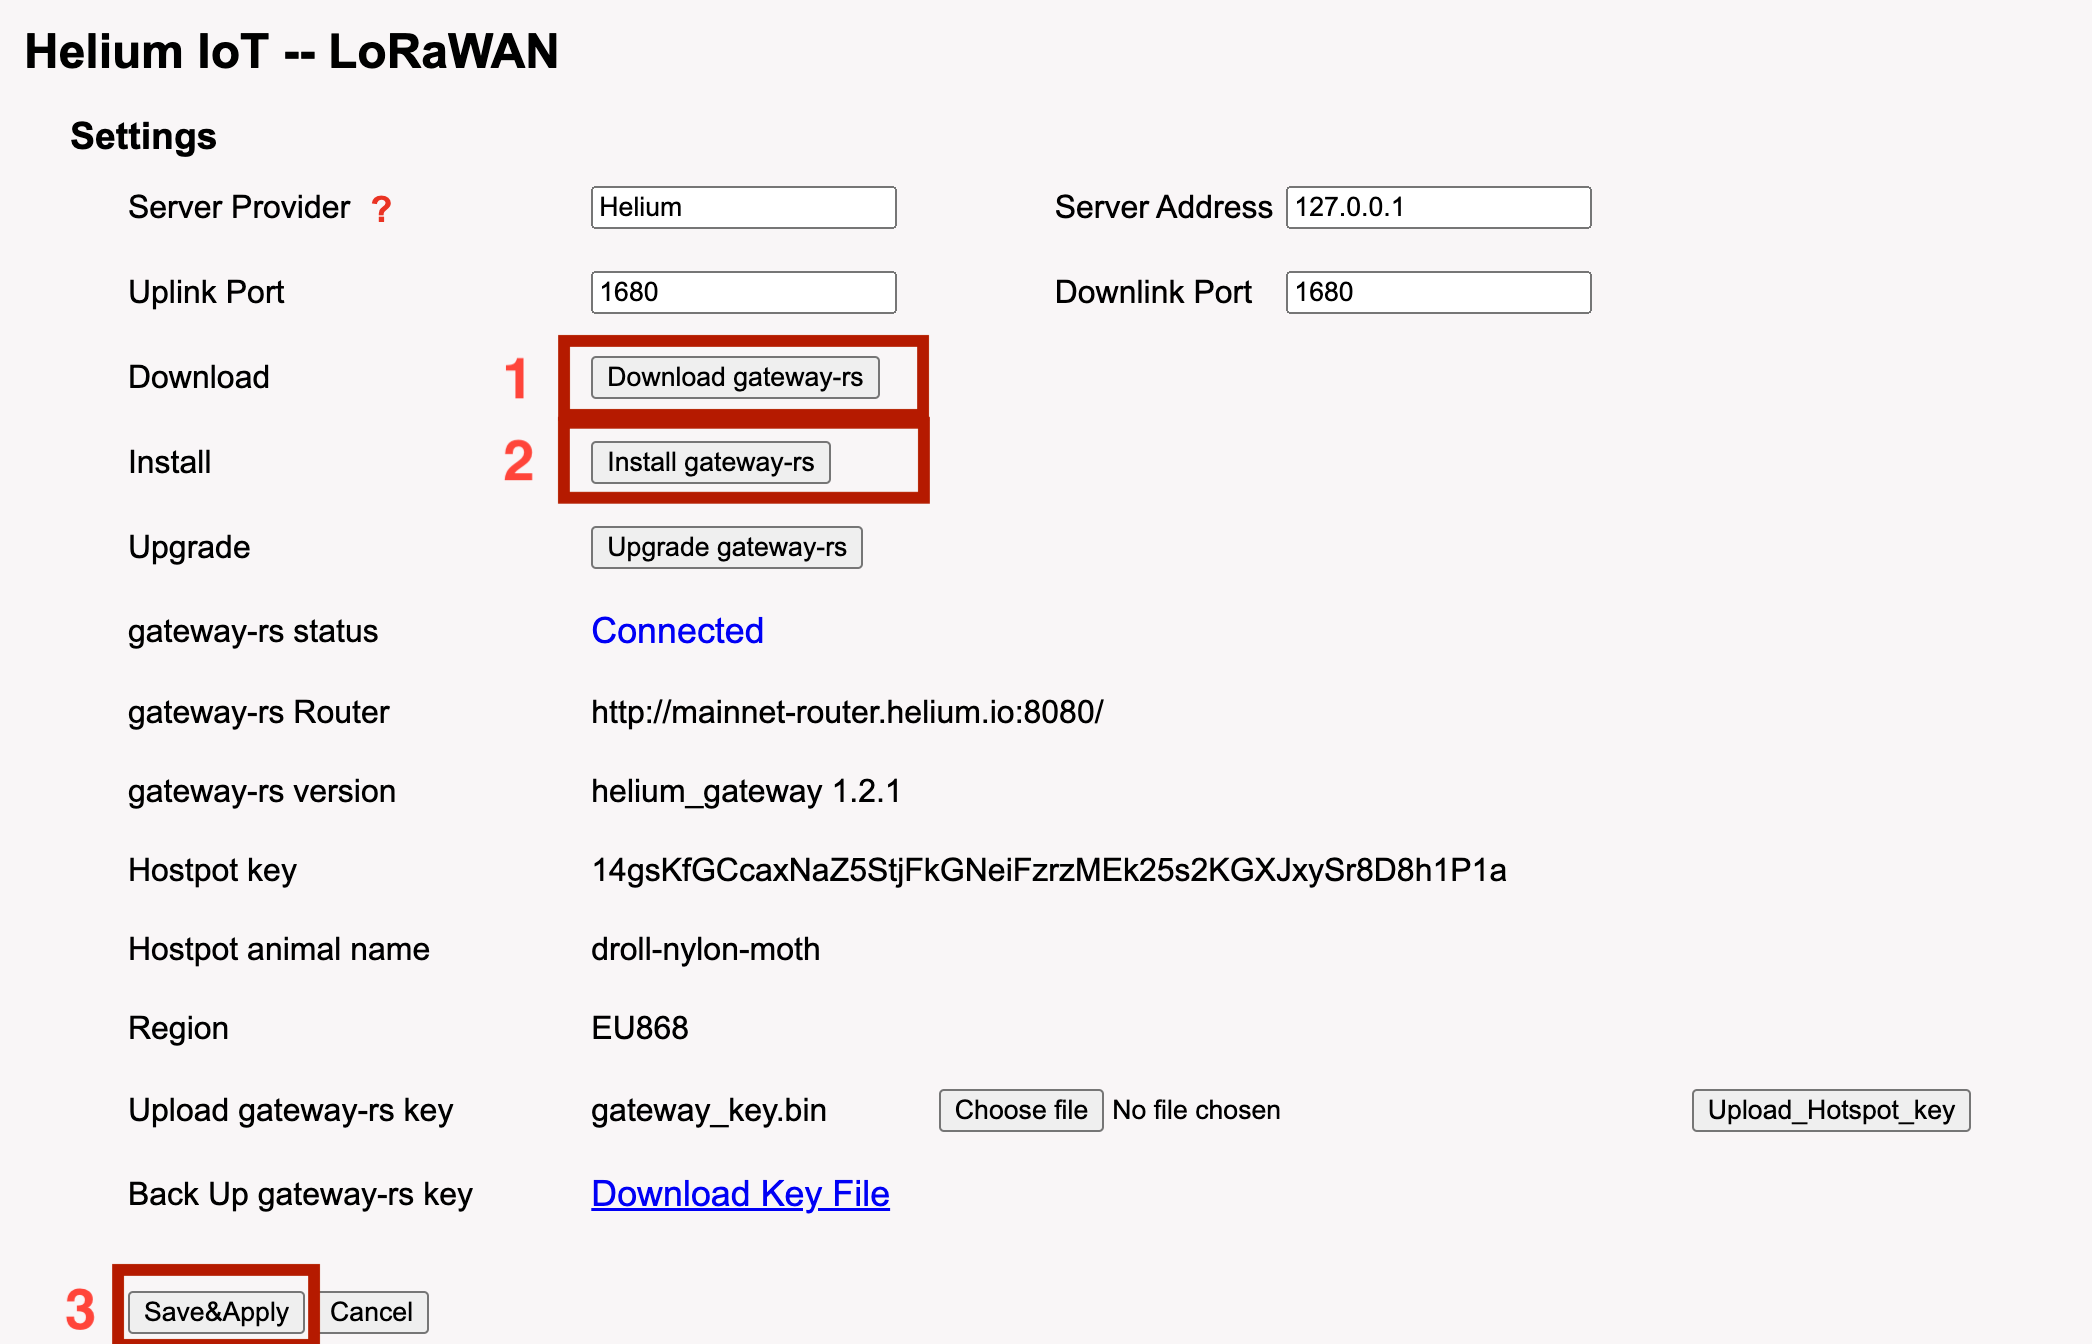 Helium IoT -- LoRaWAN
Settings
Server Provider ? Helium Server Address 127.0.0.1
Uplink Port 1680 Downlink Port 1680
Download 1 Download gateway-rs
Install 2 Install gateway-rs
Upgrade Upgrade gateway-rs
gateway-rs status Connected
gateway-rs Router http://mainnet-router.helium.io:8080/
gateway-rs version helium_gateway 1.2.1
Hostpot key 14gsKfGCcaxNaZ5StjFkGNeiFzrzMEk25s2KGXJxySr8D8h1P1a
Hostpot animal name droll-nylon-moth
Region EU868
Upload gateway-rs key gateway_key.bin Choose file No file chosen Upload_Hotspot_key
Back Up gateway-rs key Download Key File
3 Save&Apply Cancel